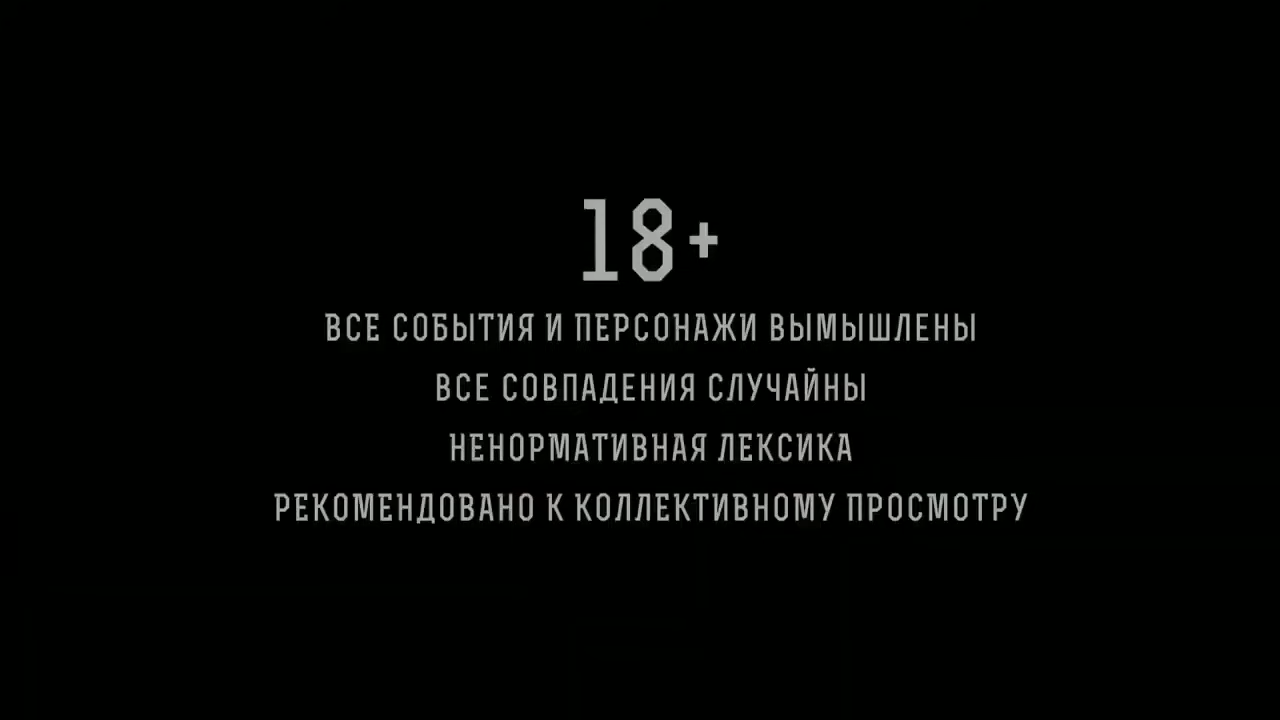 18+
ВСЕ СОБЫТИЯ И ПЕРСОНАЖИ ВЫМЫШЛЕНЫ
ВСЕ СОВПАДЕНИЯ СЛУЧАЙНЫ
НЕНОРМАТИВНАЯ ЛЕКСИКА
РЕКОМЕНДОВАНО К КОЛЛЕКТИВНОМУ ПРОСМОТРУ